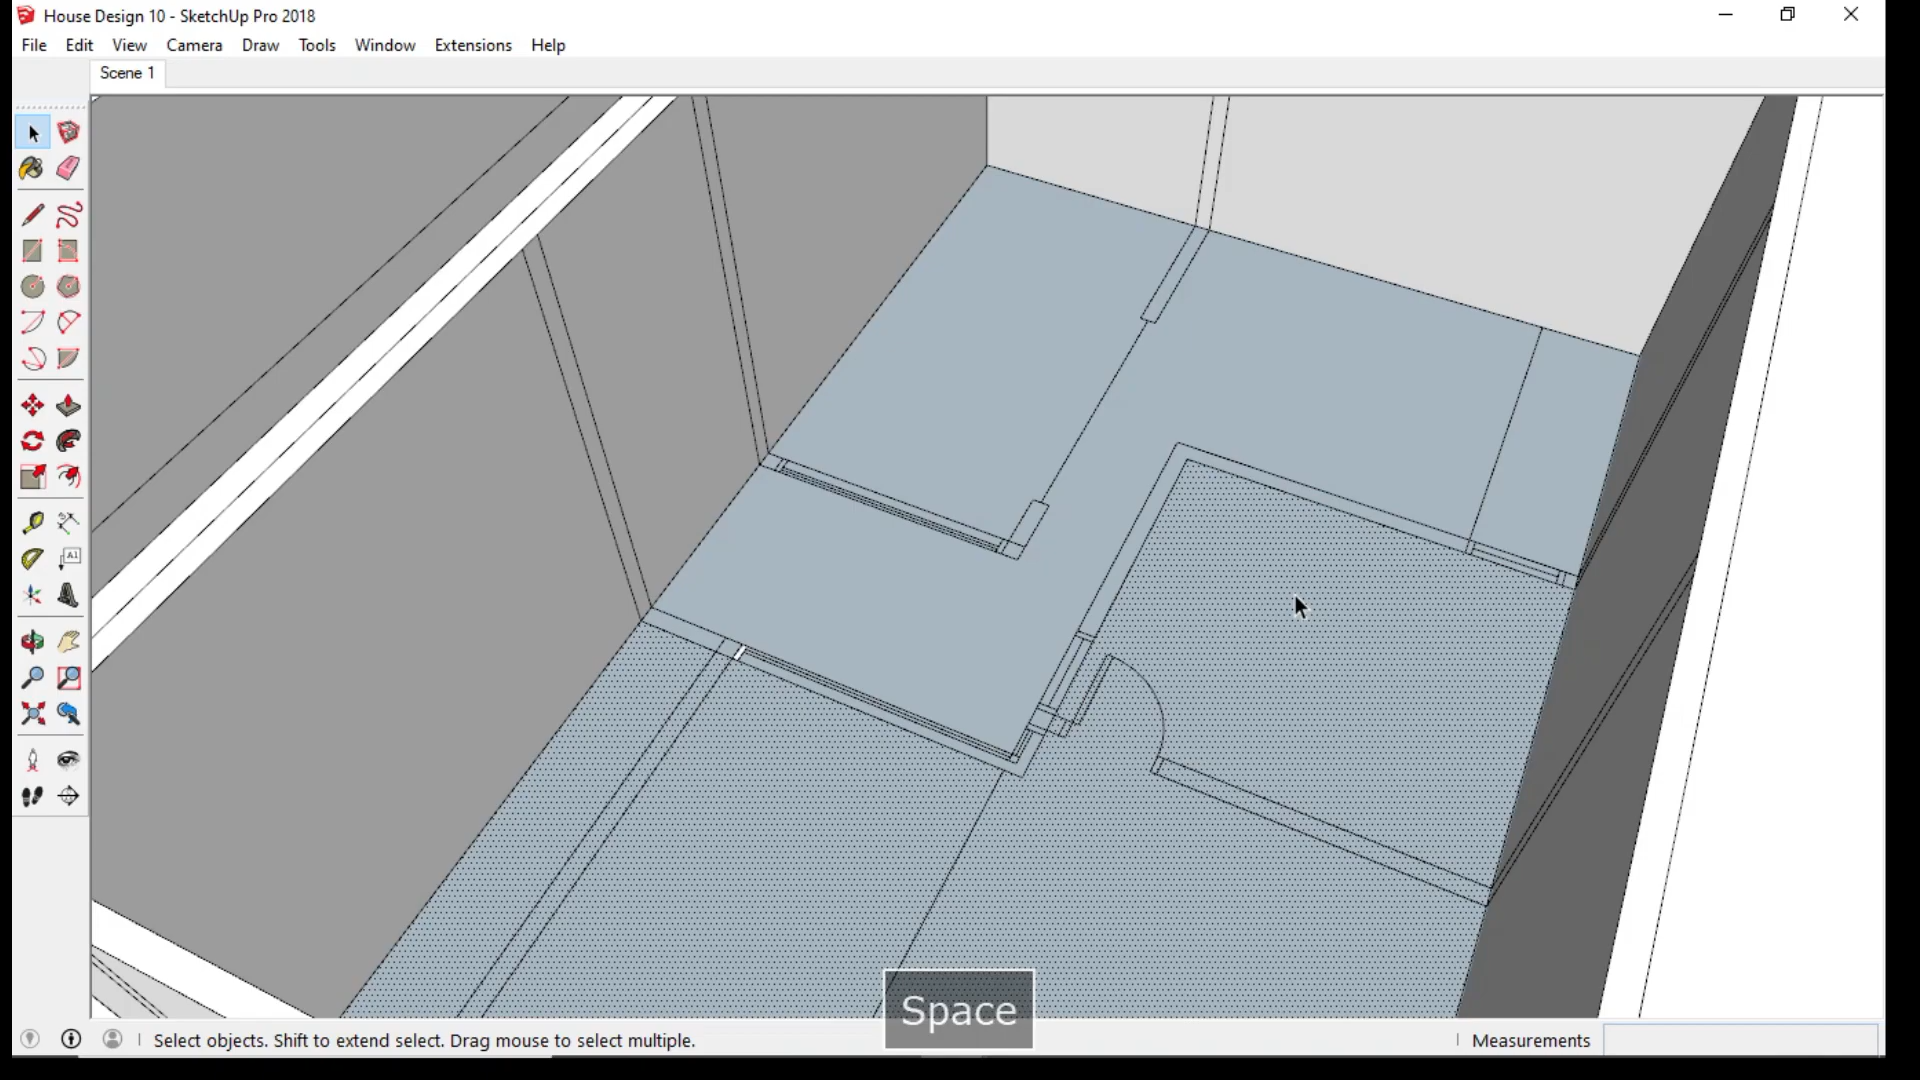 House Design 10 - SketchUp Pro 2018
File Edit View Camera Draw Tools Window Extensions Help
Scene 1
A1
Space
Select objects. Shift to extend select. Drag mouse to select multiple.
Measurements